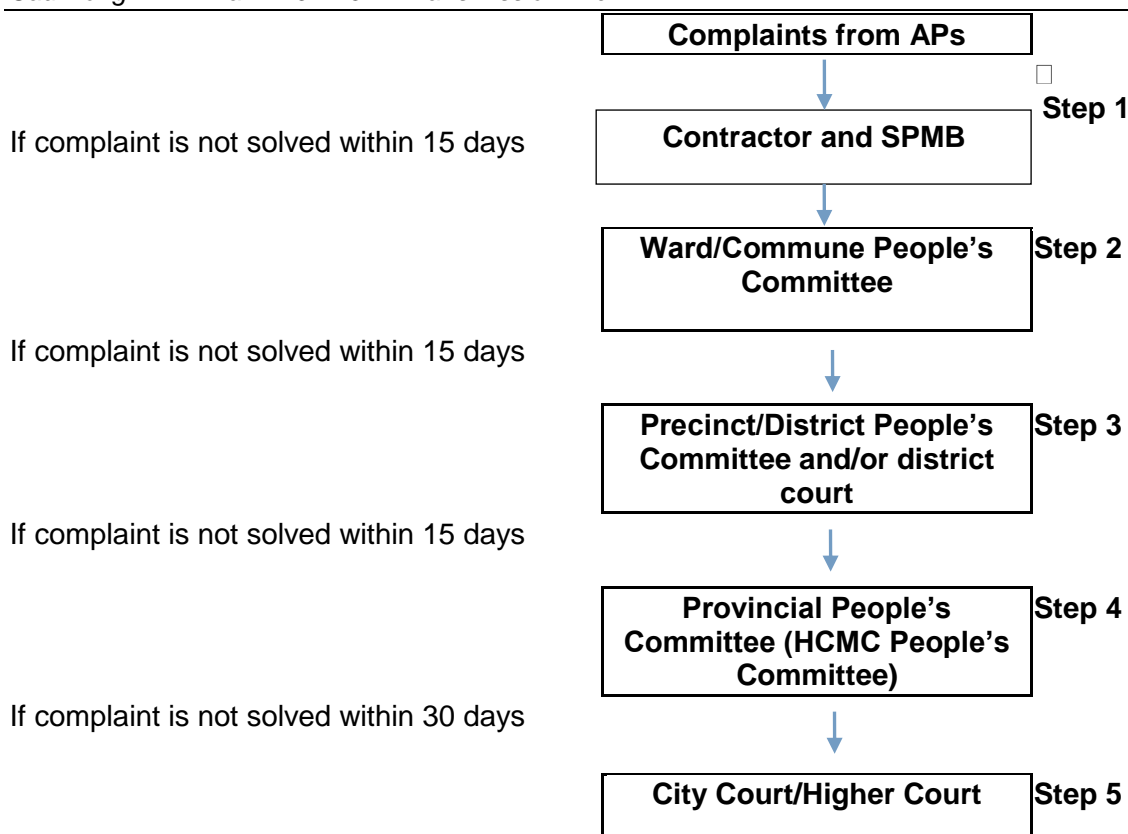 Complaints from APs
Step 1
If complaint is not solved within 15 days
Contractor and SPMB
Ward/Commune People’s
Committee
Step 2
If complaint is not solved within 15 days
Precinct/District People’s
Committee and/or district
court
Step 3
If complaint is not solved within 15 days
Provincial People’s
Committee (HCMC People’s
Committee)
Step 4
If complaint is not solved within 30 days
City Court/Higher Court
Step 5